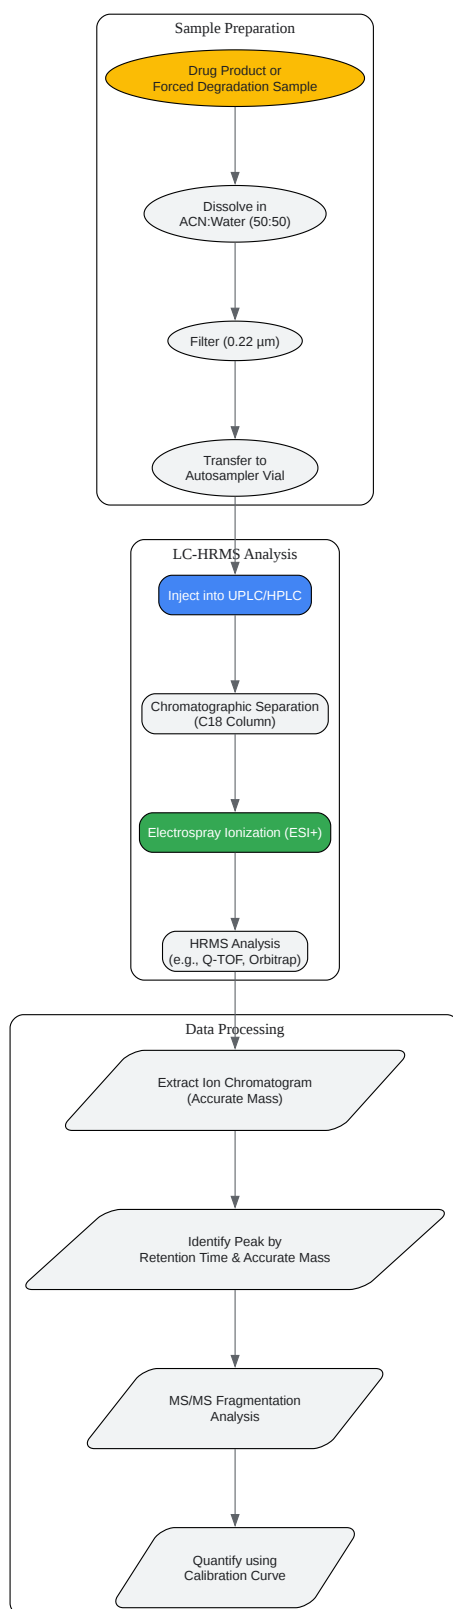 Sample Preparation
Drug Product or
Forced Degradation Sample
Dissolve in
ACN:Water (50:50)
Filter (0.22 µm)
Transfer to
Autosampler Vial
LC-HRMS Analysis
Inject into UPLC/HPLC
Chromatographic Separation
(C18 Column)
Electrospray Ionization (ESI+)
HRMS Analysis
(e.g., Q-TOF, Orbitrap)
Data Processing
Extract Ion Chromatogram
(Accurate Mass)
Identify Peak by
Retention Time & Accurate Mass
MS/MS Fragmentation
Analysis
Quantify using
Calibration Curve